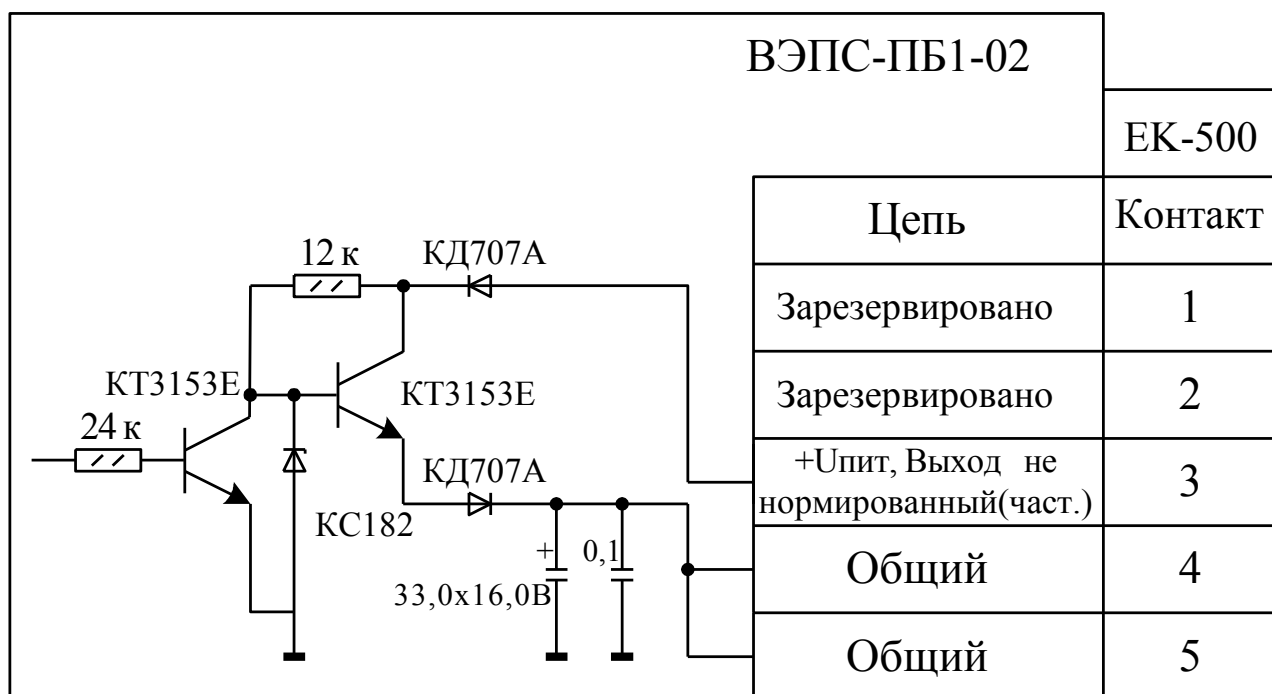 ВЭПС-ПБ1-02
ЕК-500
Цепь
Контакт
12 к
КД707А
Зарезервировано
1
КТ3153Е
КТ3153Е
Зарезервировано
2
24 к
КД707А
+Uпит, Выход не
нормированный(част.)
3
КС182
+
0,1
33,0х16,0В
Общий
4
Общий
5